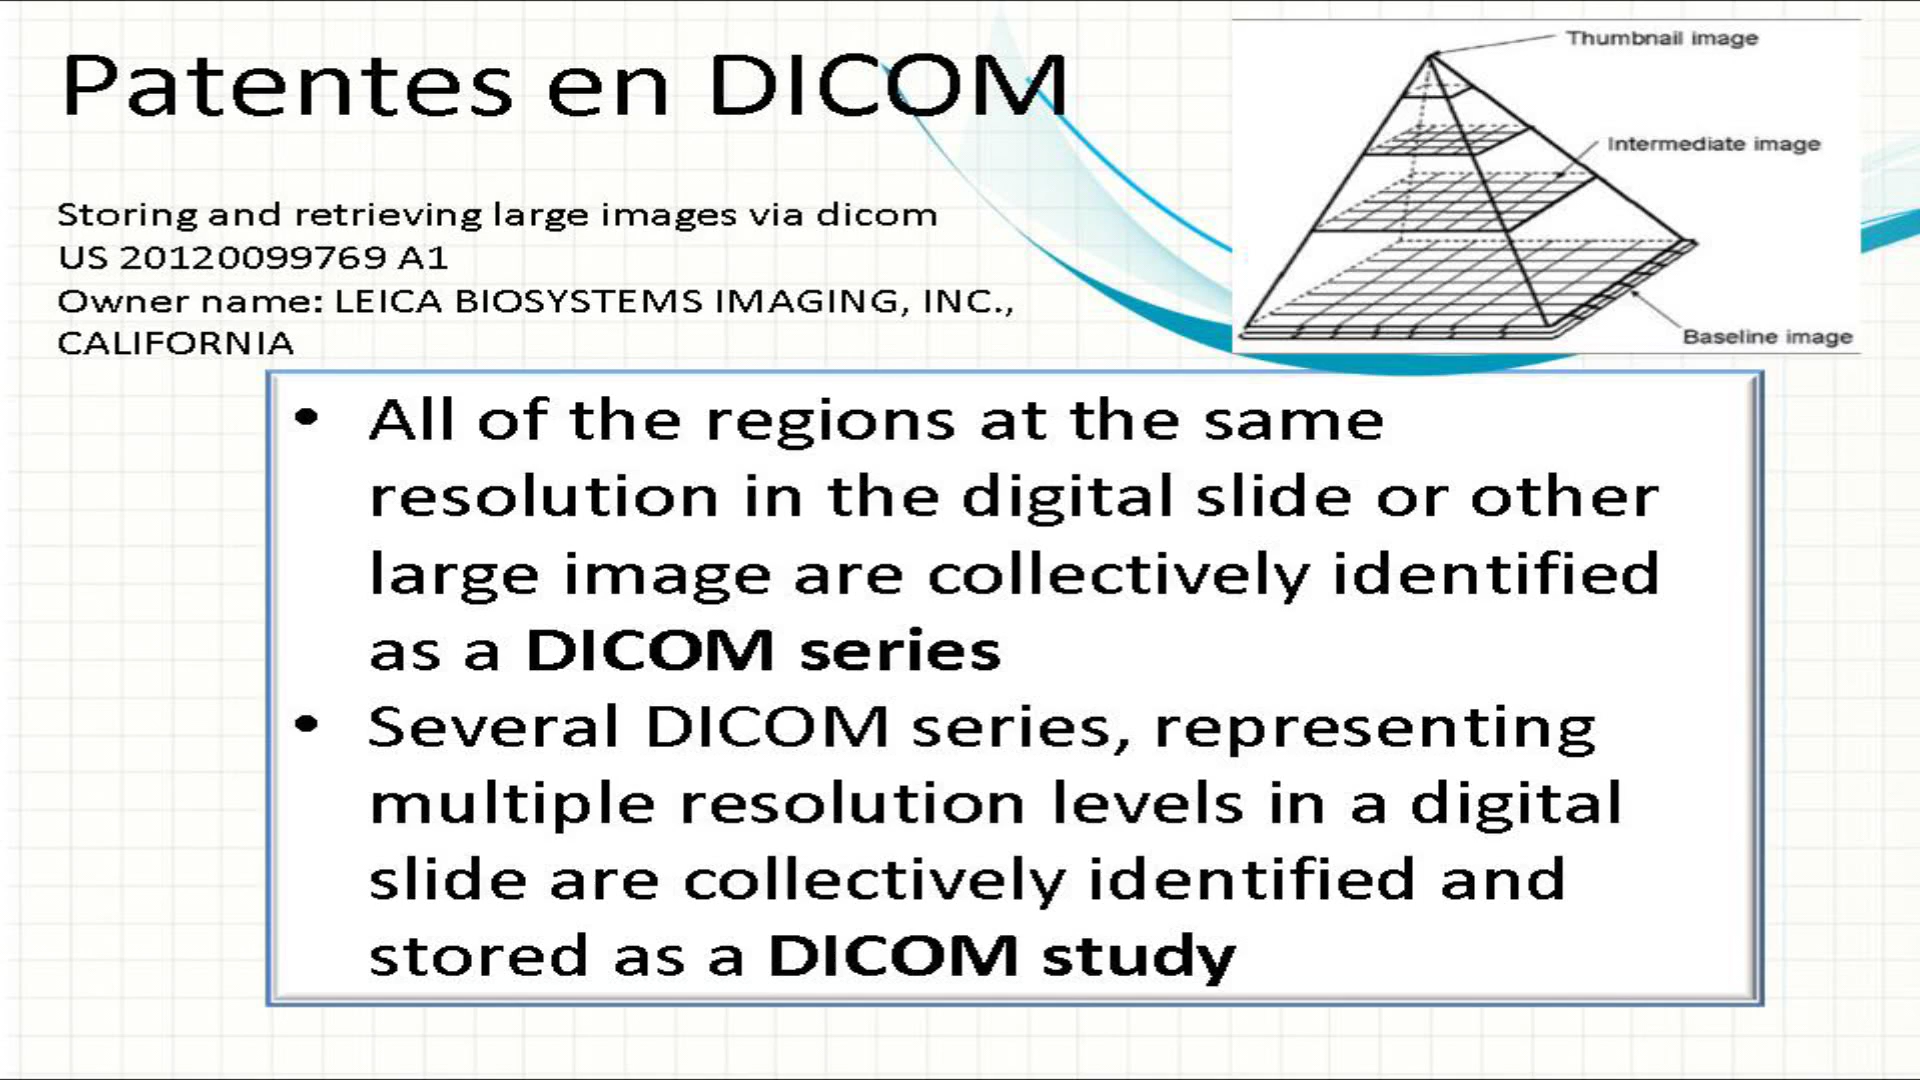 Patentes en DICOM
Storing and retrieving large images via dicom
US 20120099769 A1
Owner name: LEICA BIOSYSTEMS IMAGING, INC.,
CALIFORNIA
Thumbnail image
Intermediate image
Baseline image
• All of the regions at the same
resolution in the digital slide or other
large image are collectively identified
as a DICOM series
• Several DICOM series, representing
multiple resolution levels in a digital
slide are collectively identified and
stored as a DICOM study